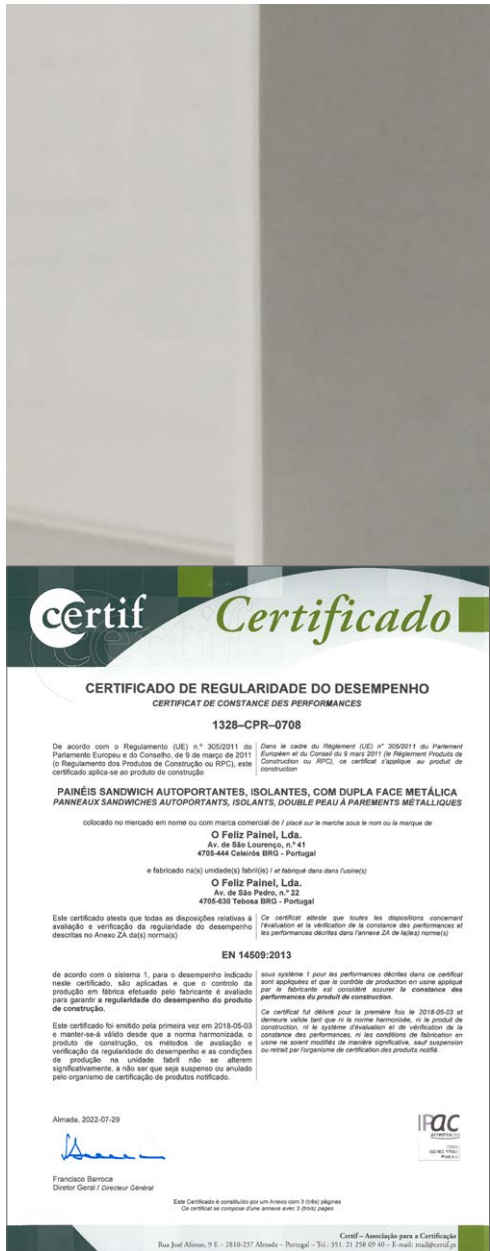 certif
Certificado
CERTIFICADO DE REGULARIDADE DO DESEMPENHO
CERTIFICAT DE CONSTANCE DES PERFORMANCES
1328–CPR–0708
De acordo com o Regulamento (UE) n.º 305/2011 do
Parlamento Europeu e do Conselho, de 9 de março de 2011
(o Regulamento dos Produtos de Construção ou RPC), este
certificado aplica-se ao produto de construção
Dans le cadre du Règlement (UE) n° 305/2011 du Parlement
Européen et du Conseil du 9 mars 2011 (le Règlement Produits de
Construction ou RPC), ce certificat s'applique au produit de
construction
PAINÉIS SANDWICH AUTOPORTANTES, ISOLANTES, COM DUPLA FACE METÁLICA
PANNEAUX SANDWICHES AUTOPORTANTS, ISOLANTS, DOUBLE PEAU À PAREMENTS MÉTALLIQUES
colocado no mercado em nome ou com marca comercial de / placé sur le marche sous le nom ou la marque de
O Feliz Painel, Lda.
Av. de São Lourenço, n.º 41
4705-444 Celeirós BRG - Portugal
e fabricado na(s) unidade(s) fabril(is) / et fabriqué dans dans l'usine(s)
O Feliz Painel, Lda.
Av. de São Pedro, n.º 22
4705-630 Tebosa BRG - Portugal
Este certificado atesta que todas as disposições relativas à
avaliação e verificação da regularidade do desempenho
descritas no Anexo ZA da(s) norma(s)
Ce certificat atteste que toutes les dispositions concernant
l'évaluation et la vérification de la constance des performances et
les performances décrites dans l'annexe ZA de la(les) norme(s)
EN 14509:2013
de acordo com o sistema 1, para o desempenho indicado
neste certificado, são aplicadas e que o controlo da
produção em fábrica efetuado pelo fabricante é avaliado
para garantir a regularidade do desempenho do produto
de construção.
Este certificado foi emitido pela primeira vez em 2018-05-03
e manter-se-á válido desde que a norma harmonizada, o
produto de construção, os métodos de avaliação e
verificação da regularidade do desempenho e as condições
de produção na unidade fabril não se alterem
significativamente, a não ser que seja suspenso ou anulado
pelo organismo de certificação de produtos notificado.
sous système 1 pour les performances décrites dans ce certificat
sont appliquées et que le contrôle de production en usine appliqué
par le fabricante est considéré assurer la constance des
performances du produit de construction.
Ce certificat fut délivré pour la première fois le 2018-05-03 et
demeure valide tant que ni la norme harmonisée, ni le produit de
construction, ni le système d'évaluation et de vérification de la
constance des performances, ni les conditions de fabrication en
usine ne soient modifiés de manière significative, sauf suspension
ou retrait par l'organisme de certification des produits notifié.
Almada, 2022-07-29
IPAC
acreditação
Francisco Barroca
Diretor Geral / Directeur Général
Este Certificado é constituído por um Anexo com 3 (três) páginas
Ce certificat se compose d'une annexe avec 3 (trois) pages
Certif – Associação para a Certificação
Rua José Afonso, 9 E – 2810-237 Almada – Portugal – Tel.: 351. 21 258 69 40 – E-mail: mail@certif.pt